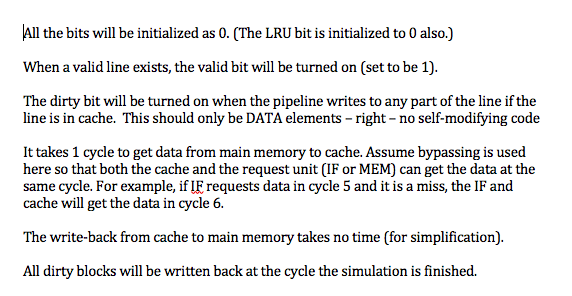 All the bits will be initialized as 0. (The LRU bit is initialized to 0 also.)
When a valid line exists, the valid bit will be turned on (set to be 1).
The dirty bit will be turned on when the pipeline writes to any part of the line if the
line is in cache.  This should only be DATA elements – right – no self-modifying code
It takes 1 cycle to get data from main memory to cache. Assume bypassing is used
here so that both the cache and the request unit (IF or MEM) can get the data at the
same cycle. For example, if IF requests data in cycle 5 and it is a miss, the IF and
cache will get the data in cycle 6.
The write-back from cache to main memory takes no time (for simplification).
All dirty blocks will be written back at the cycle the simulation is finished.